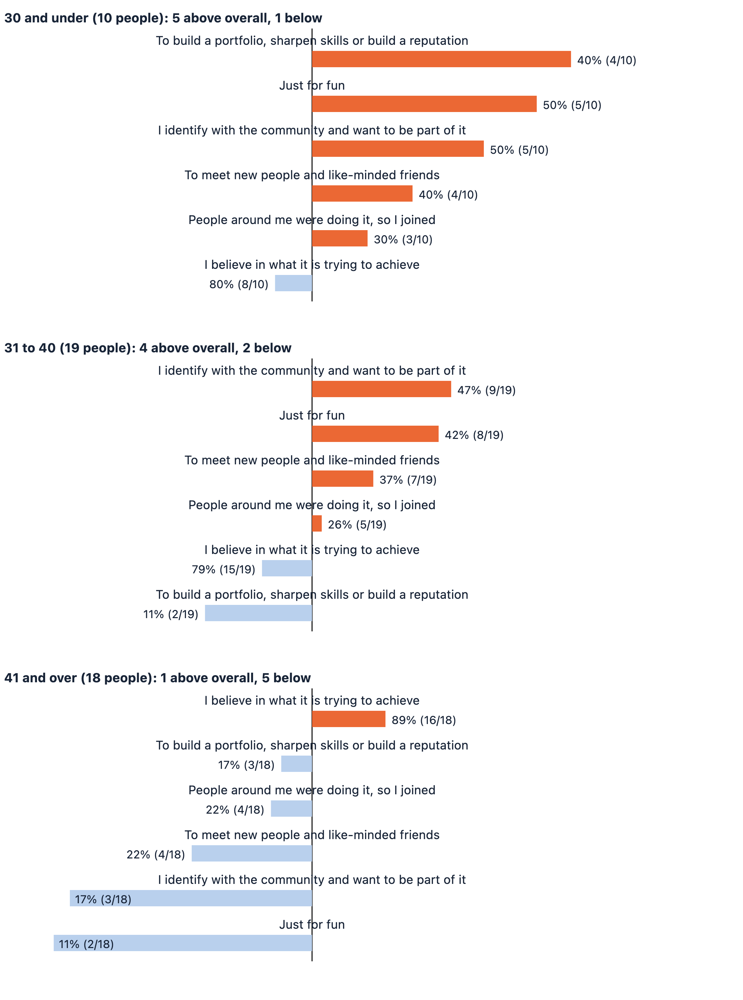 30 and under (10 people): 5 above overall, 1 below
To build a portfolio, sharpen skills or build a reputation
40% (4/10)
Just for fun
50% (5/10)
I identify with the community and want to be part of it
50% (5/10)
To meet new people and like-minded friends
40% (4/10)
People around me were doing it, so I joined
30% (3/10)
I believe in what it is trying to achieve
80% (8/10)
31 to 40 (19 people): 4 above overall, 2 below
I identify with the community and want to be part of it
47% (9/19)
Just for fun
42% (8/19)
To meet new people and like-minded friends
37% (7/19)
People around me were doing it, so I joined
26% (5/19)
I believe in what it is trying to achieve
79% (15/19)
To build a portfolio, sharpen skills or build a reputation
11% (2/19)
41 and over (18 people): 1 above overall, 5 below
I believe in what it is trying to achieve
89% (16/18)
To build a portfolio, sharpen skills or build a reputation
17% (3/18)
People around me were doing it, so I joined
22% (4/18)
To meet new people and like-minded friends
22% (4/18)
I identify with the community and want to be part of it
17% (3/18)
Just for fun
11% (2/18)